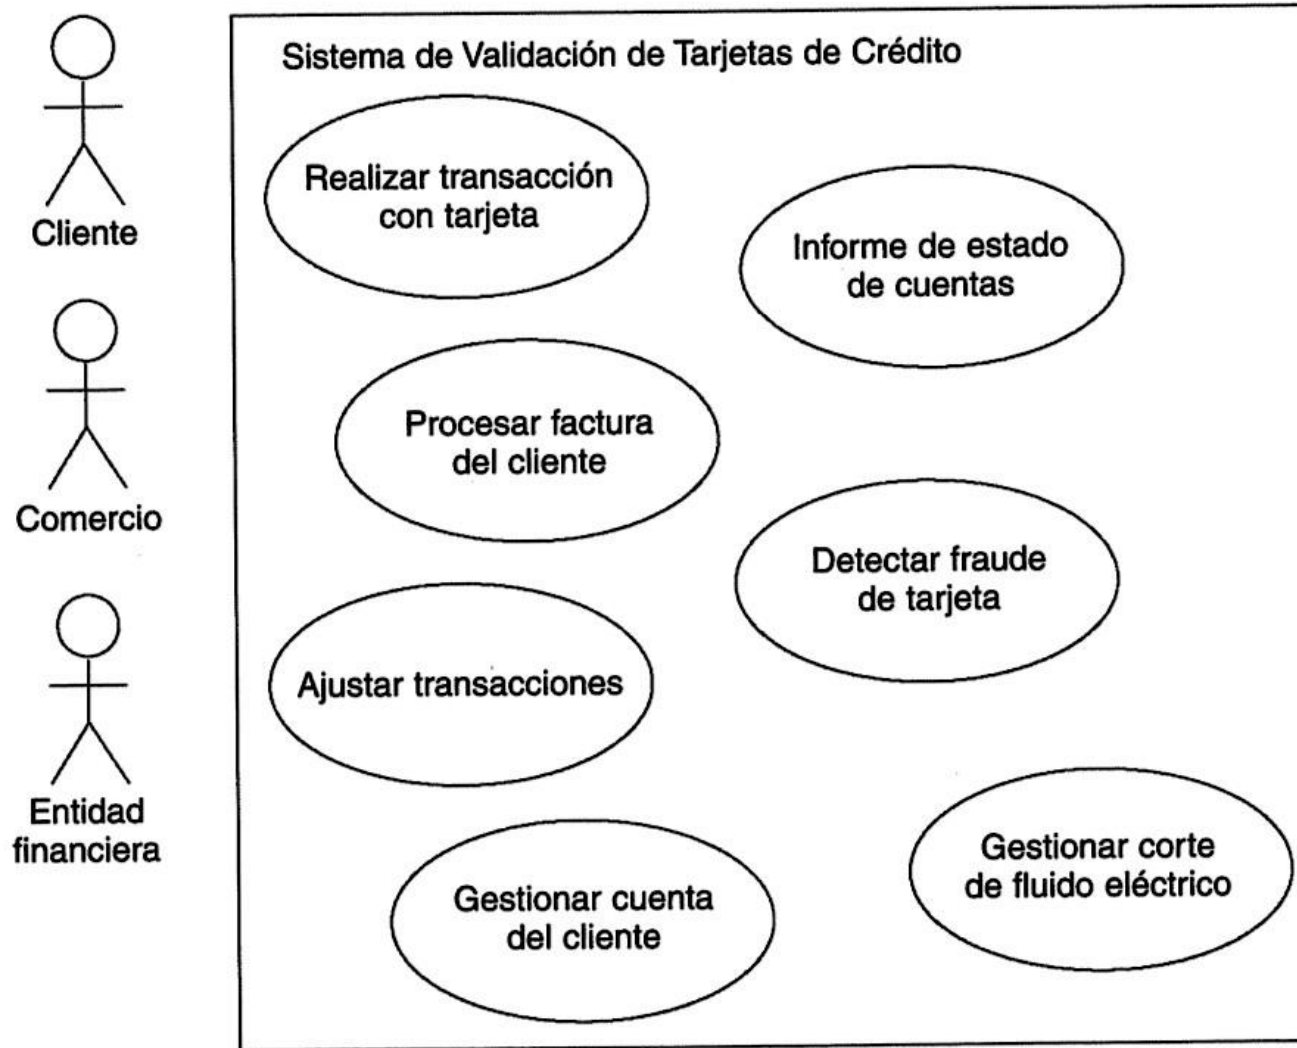 Sistema de Validación de Tarjetas de Crédito
Cliente
Comercio
Entidad
financiera
Realizar transacción
con tarjeta
Informe de estado
de cuentas
Procesar factura
del cliente
Detectar fraude
de tarjeta
Ajustar transacciones
Gestionar cuenta
del cliente
Gestionar corte
de fluido eléctrico